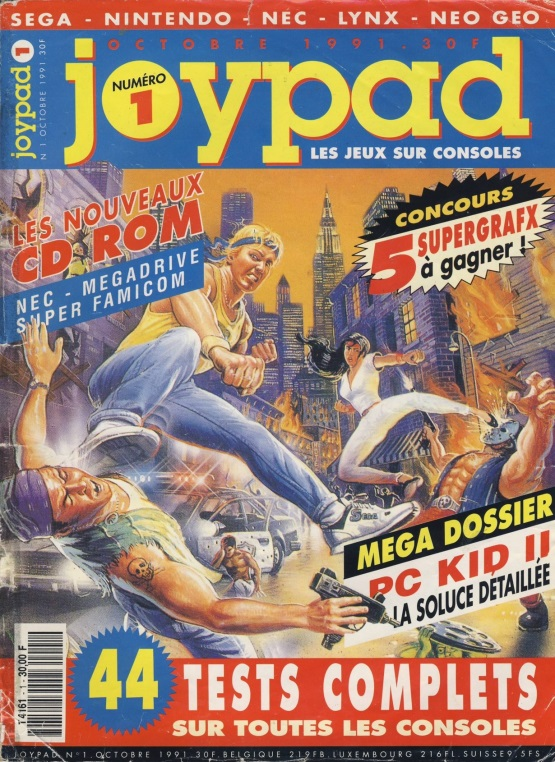 SEGA - NINTENDO - NEC - LYNX - NEO GEO
OCTOBRE 1991. 30F
joypad 1
N 1 OCTOBRE 1991 30F
joypad
NUMÉRO
1
LES JEUX SUR CONSOLES
LES NOUVEAUX
CD ROM
NEC - MEGADRIVE
SUPER FAMICOM
CONCOURS
5 SUPERGRAFX
à gagner !
SEGA
MEGA DOSSIER
PC KID II
LA SOLUCE DÉTAILLÉE
T4161 - 1 - 30,00 F
44 TESTS COMPLETS
SUR TOUTES LES CONSOLES
JOYPAD N°1.OCTOBRE 1991.30F.BELGIQUE 219FB.LUXEMBOURG 216FL.SUISSE9,5FS